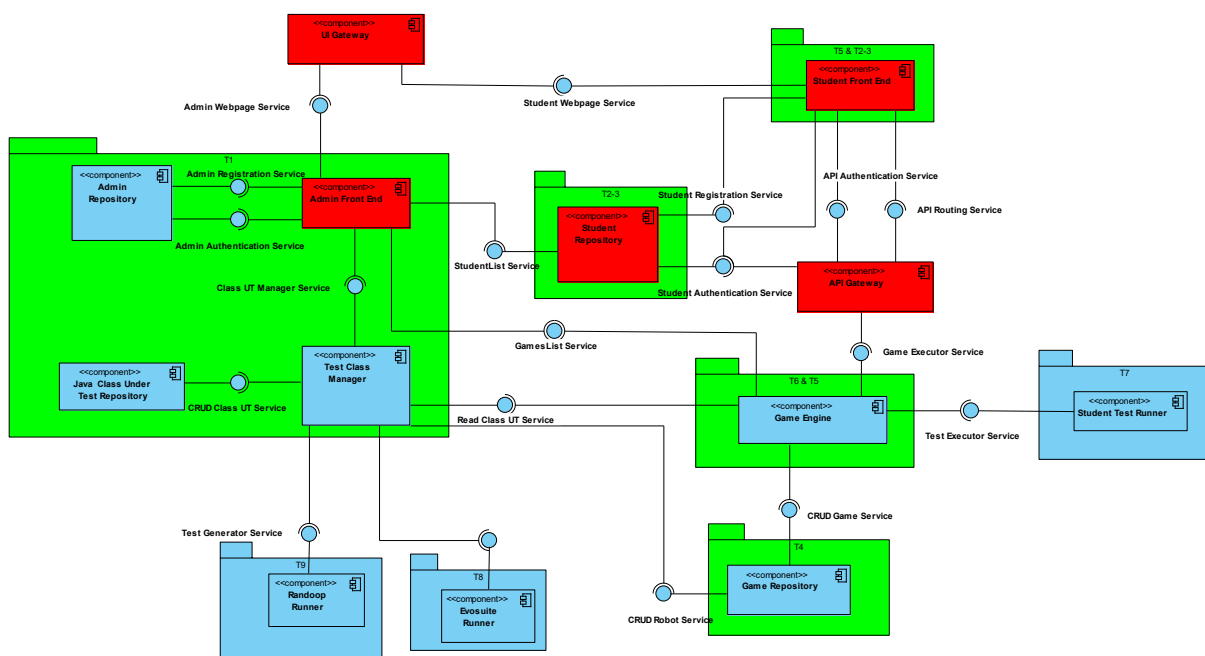 <<component>>
UI Gateway
T5 & T2-3
<<component>>
Student Front End
Admin Webpage Service
Student Webpage Service
T1
<<component>>
Admin
Repository
Admin Registration Service
<<component>>
Admin Front End
Admin Authentication Service
T2-3
<<component>>
Student
Repository
Student Registration Service
API Authentication Service
API Routing Service
StudentList Service
Student Authentication Service
<<component>>
API Gateway
Class UT Manager Service
GamesList Service
Game Executor Service
<<component>>
Java Class Under
Test Repository
CRUD Class UT Service
<<component>>
Test Class
Manager
Read Class UT Service
T6 & T5
<<component>>
Game Engine
Test Executor Service
T7
<<component>>
Student Test Runner
CRUD Game Service
Test Generator Service
T9
<<component>>
Randoop
Runner
T8
<<component>>
Evosuite
Runner
T4
<<component>>
Game Repository
CRUD Robot Service